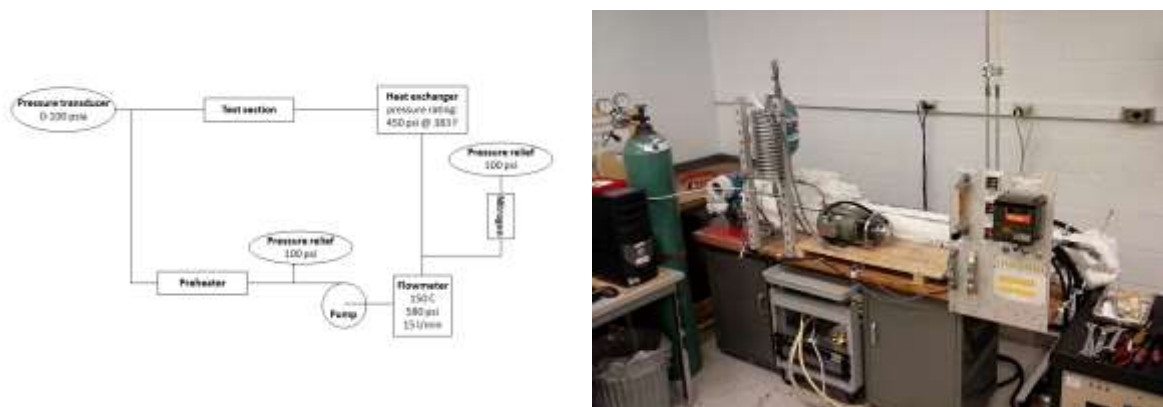 Pressure transducer
0-100 psia
Test section
Heat exchanger
pressure rating:
450 psi @ 383 F
Pressure relief
100 psi
Nitrogen
Pressure relief
100 psi
Preheater
Pump
Flowmeter
150 C
580 psi
15 l/min